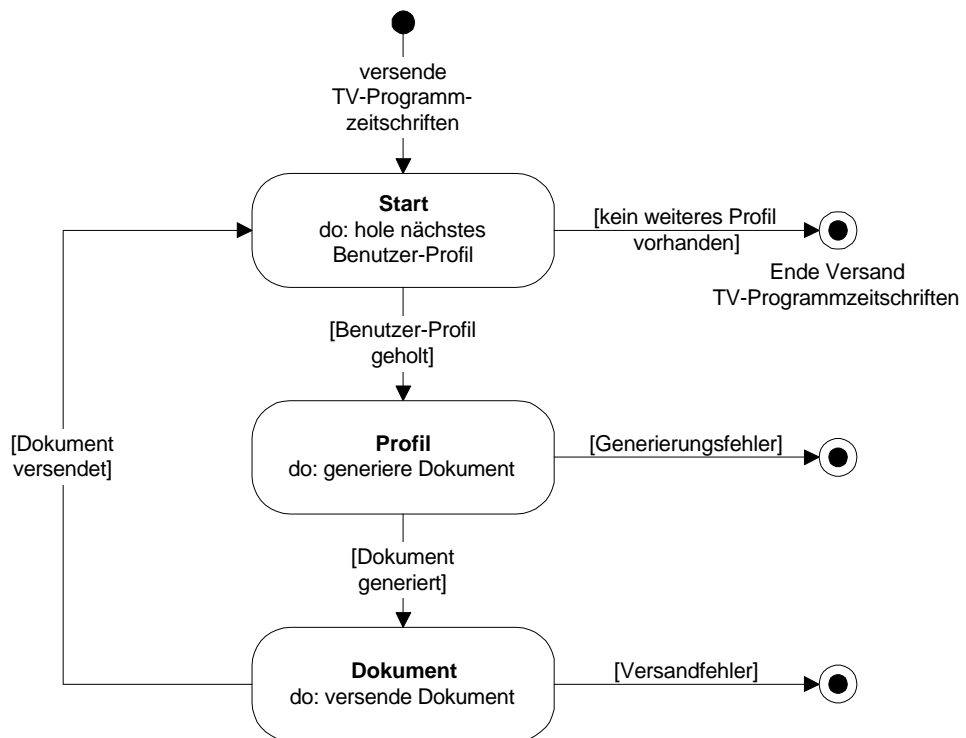 versende
TV-Programm-
zeitschriften
Start
do: hole nächstes
Benutzer-Profil
[kein weiteres Profil
vorhanden]
Ende Versand
TV-Programmzeitschriften
[Benutzer-Profil
geholt]
[Dokument
versendet]
Profil
do: generiere Dokument
[Generierungsfehler]
[Dokument
generiert]
Dokument
do: versende Dokument
[Versandfehler]